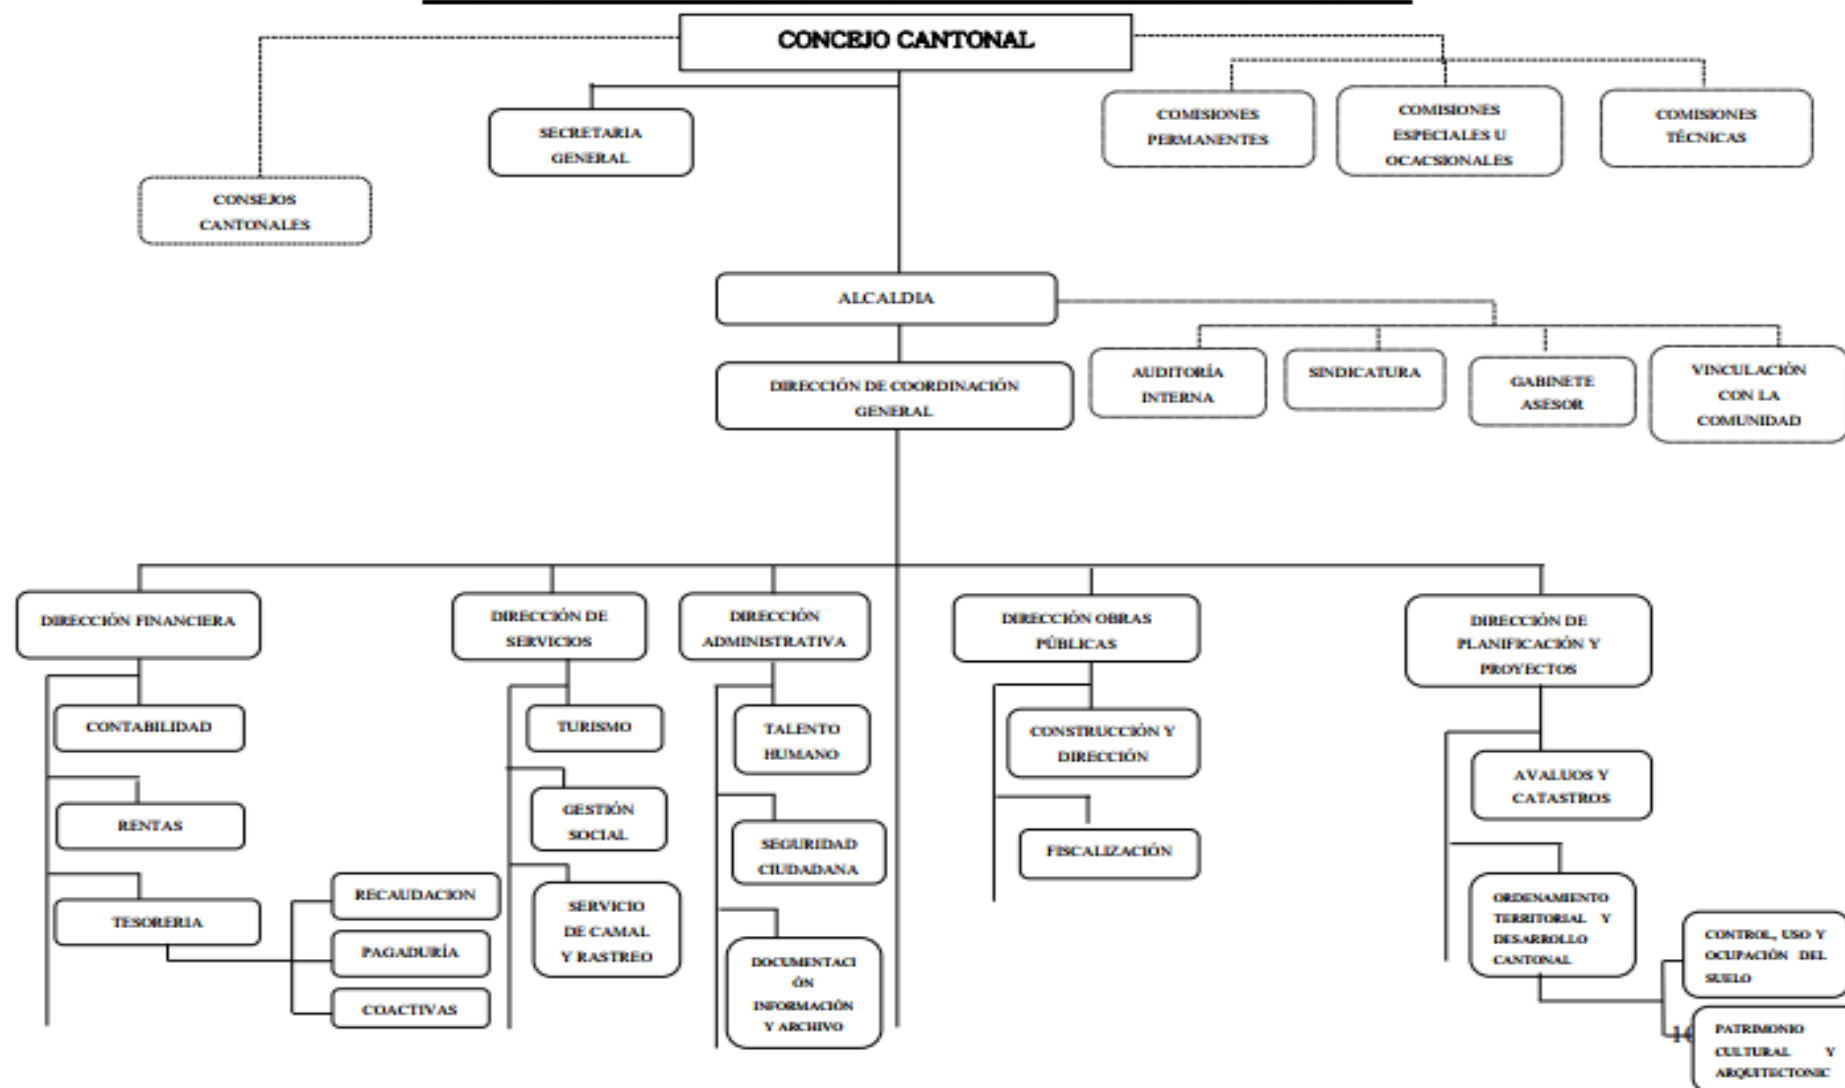 CONCEJO CANTONAL
SECRETARIA
GENERAL
COMISIONES
PERMANENTES
COMISIONES
ESPECIALES U
OCACSIONALES
COMISIONES
TÉCNICAS
CONSEJOS
CANTONALES
ALCALDIA
DIRECCIÓN DE COORDINACIÓN
GENERAL
AUDITORÍA
INTERNA
SINDICATURA
GABINETE
ASESOR
VINCULACIÓN
CON LA
COMUNIDAD
DIRECCIÓN FINANCIERA
DIRECCIÓN DE
SERVICIOS
DIRECCIÓN
ADMINISTRATIVA
DIRECCIÓN OBRAS
PÚBLICAS
DIRECCIÓN DE
PLANIFICACIÓN Y
PROYECTOS
CONTABILIDAD
RENTAS
TESORERIA
RECAUDACION
PAGADURÍA
COACTIVAS
TURISMO
GESTIÓN
SOCIAL
SERVICIO
DE CAMAL
Y RASTREO
TALENTO
HUMANO
SEGURIDAD
CIUDADANA
DOCUMENTACI
ÓN
INFORMACIÓN
Y ARCHIVO
CONSTRUCCIÓN Y
DIRECCIÓN
FISCALIZACIÓN
AVALUOS Y
CATASTROS
ORDENAMIENTO
TERRITORIAL Y
DESARROLLO
CANTONAL
CONTROL, USO Y
OCUPACIÓN DEL
SUELO
PATRIMONIO
CULTURAL Y
ARQUITECTONIC